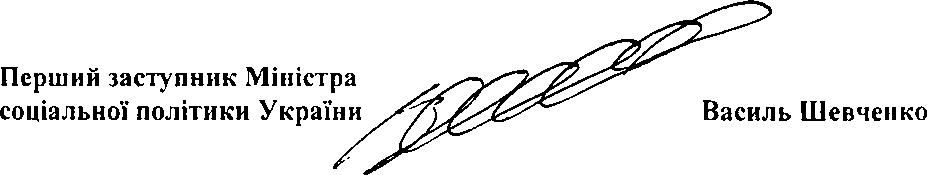 Перший заступник Міністра
соціальної політики України
Василь Шевченко